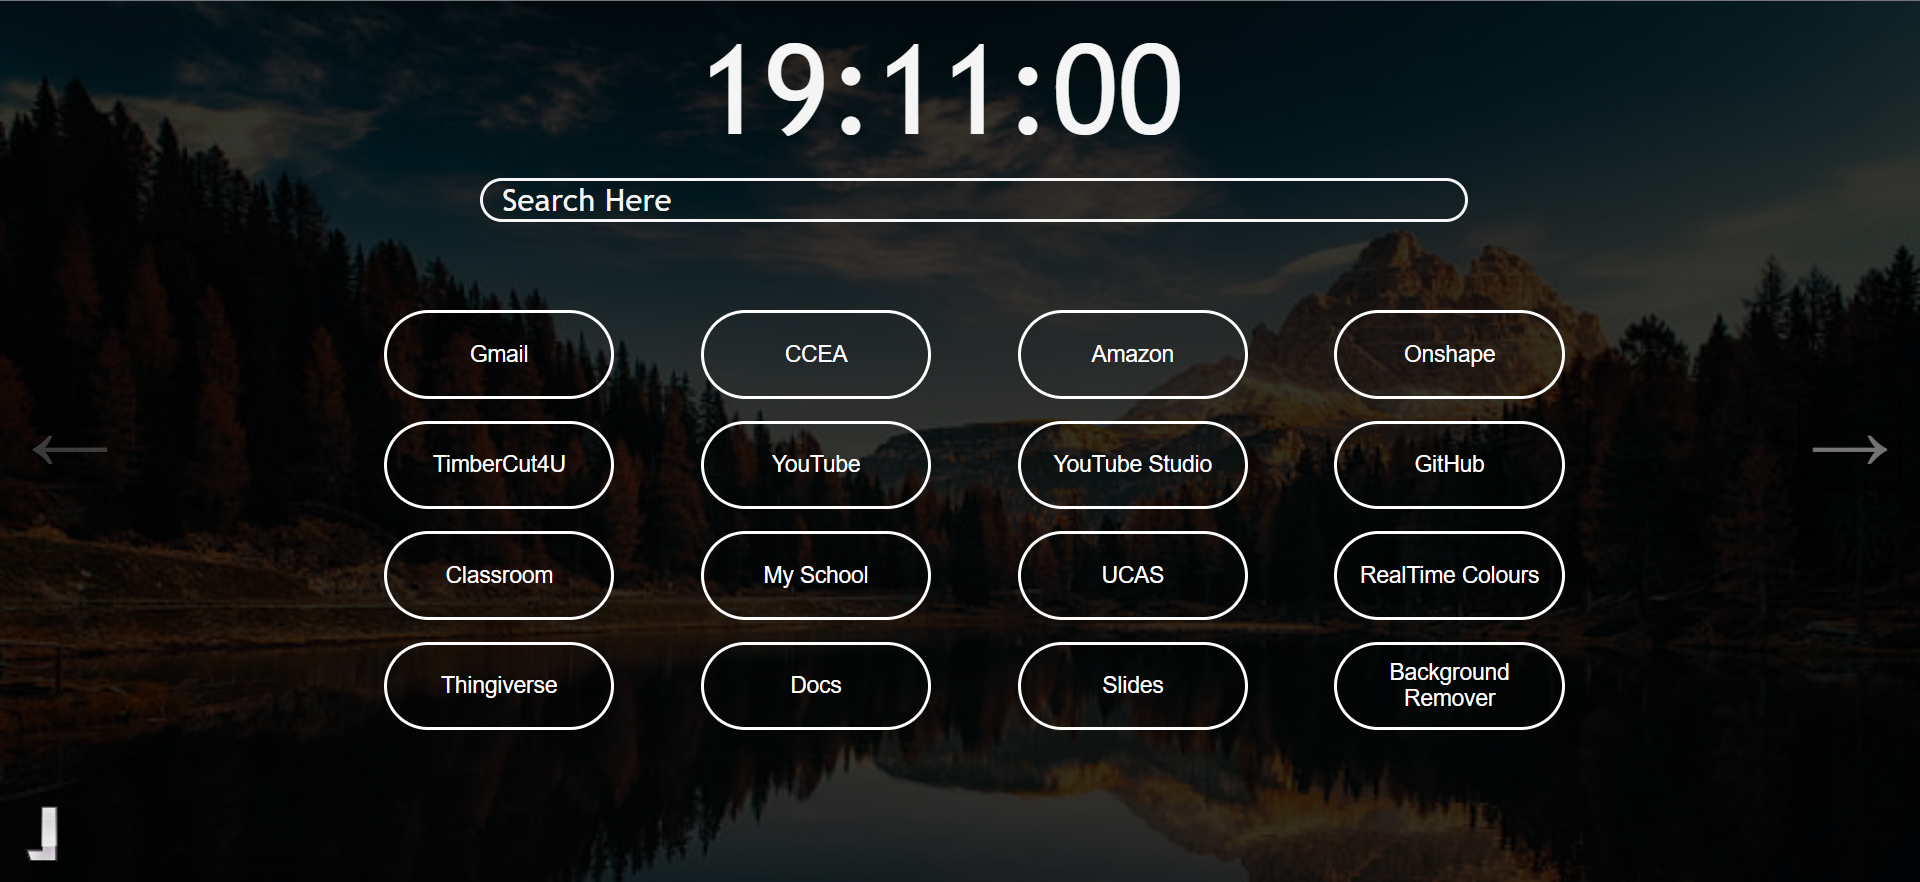 19:11:00
Search Here
Gmail
CCEA
Amazon
Onshape
TimberCut4U
YouTube
YouTube Studio
GitHub
Classroom
My School
UCAS
RealTime Colours
Thingiverse
Docs
Slides
Background
Remover